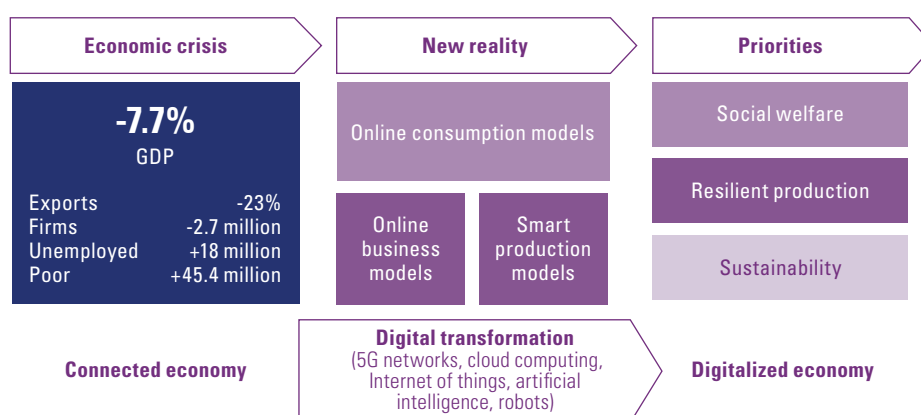 Economic crisis
New reality
Priorities
-7.7%
GDP
Exports -23%
Firms -2.7 million
Unemployed +18 million
Poor +45.4 million
Online consumption models
Online
business
models
Smart
production
models
Social welfare
Resilient production
Sustainability
Connected economy
Digital transformation
(5G networks, cloud computing,
Internet of things, artificial
intelligence, robots)
Digitalized economy